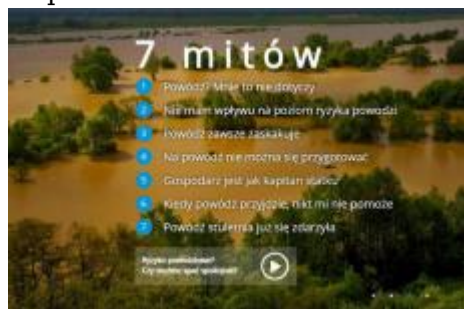 7 mitów
1 Powódź? Mnie to nie dotyczy
2 Nie mam wpływu na poziom ryzyka powodzi
3 Powódź zawsze zaskakuje
4 Na powódź nie można się przygotować
5 Gospodarz jest jak kapitan statku
6 Kiedy powódź przyjdzie, nikt mi nie pomoże
7 Powódź stulecia już się zdarzyła
Ryzyko powodziowe?
Czy możesz spać spokojnie?